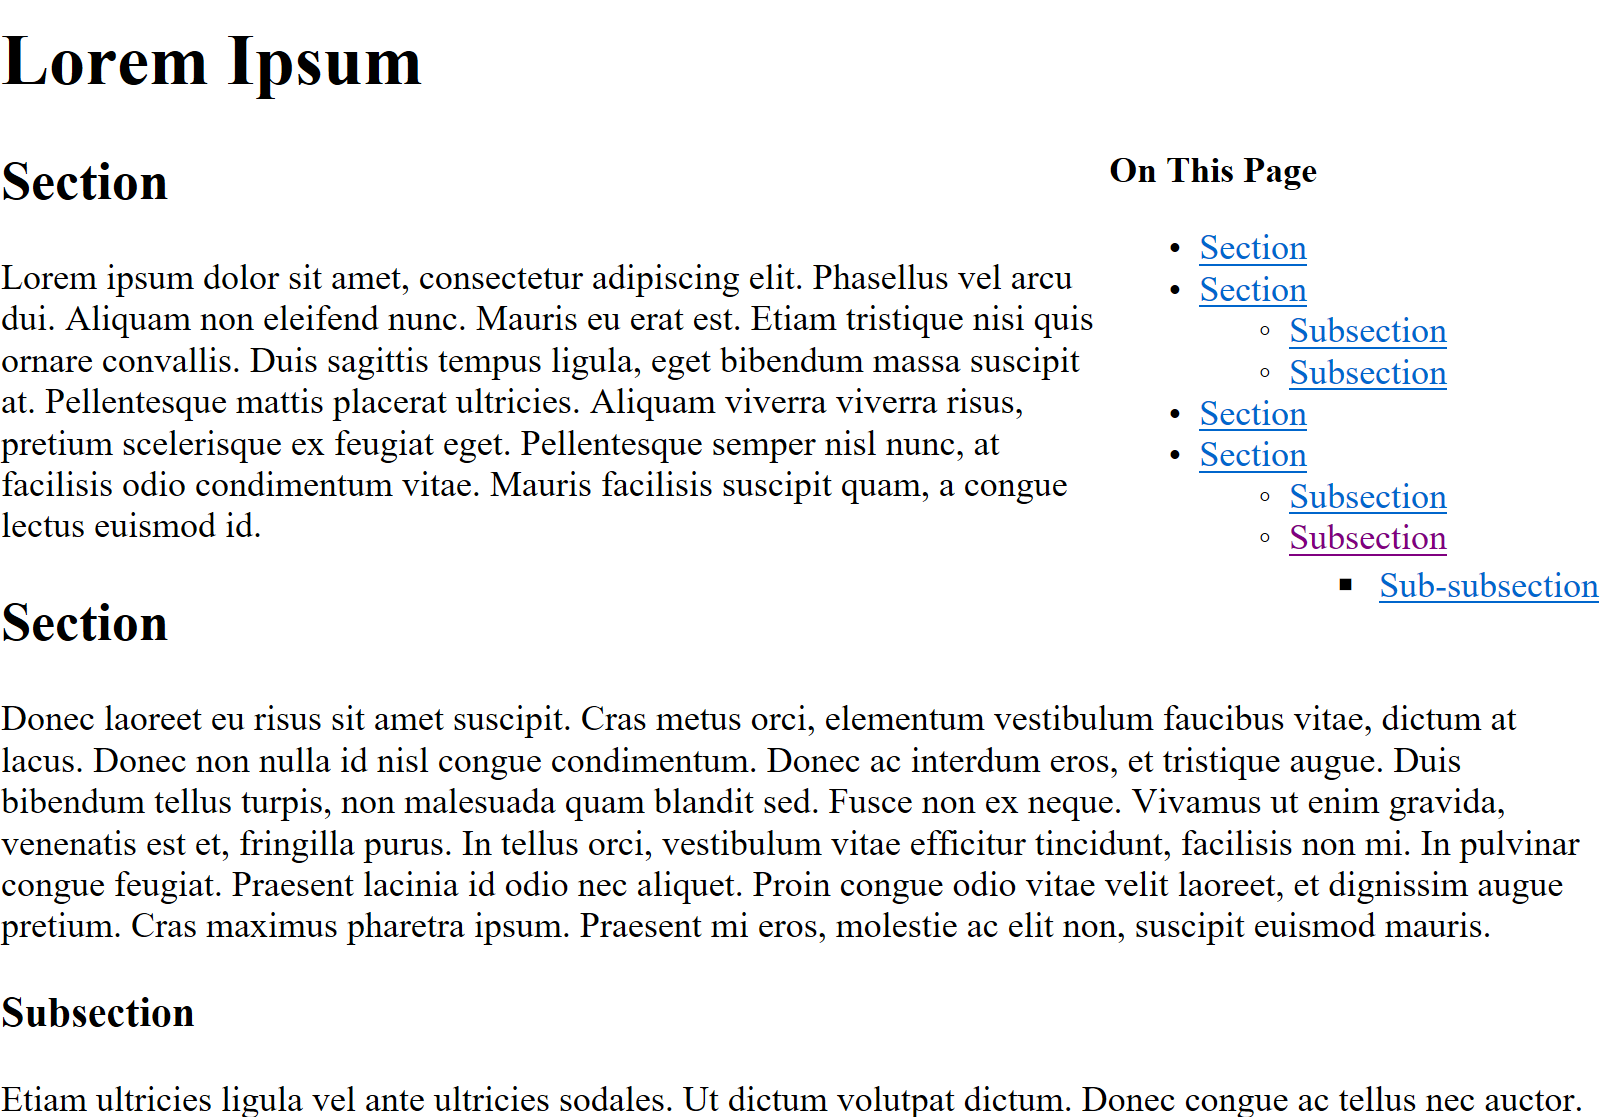 Lorem Ipsum
Section
Lorem ipsum dolor sit amet, consectetur adipiscing elit. Phasellus vel arcu
dui. Aliquam non eleifend nunc. Mauris eu erat est. Etiam tristique nisi quis
ornare convallis. Duis sagittis tempus ligula, eget bibendum massa suscipit
at. Pellentesque mattis placerat ultricies. Aliquam viverra viverra risus,
pretium scelerisque ex feugiat eget. Pellentesque semper nisl nunc, at
facilisis odio condimentum vitae. Mauris facilisis suscipit quam, a congue
lectus euismod id.
On This Page
Section
Section
Subsection
Subsection
Section
Section
Subsection
Subsection
Sub-subsection
Section
Donec laoreet eu risus sit amet suscipit. Cras metus orci, elementum vestibulum faucibus vitae, dictum at
lacus. Donec non nulla id nisl congue condimentum. Donec ac interdum eros, et tristique augue. Duis
bibendum tellus turpis, non malesuada quam blandit sed. Fusce non ex neque. Vivamus ut enim gravida,
venenatis est et, fringilla purus. In tellus orci, vestibulum vitae efficitur tincidunt, facilisis non mi. In pulvinar
congue feugiat. Praesent lacinia id odio nec aliquet. Proin congue odio vitae velit laoreet, et dignissim augue
pretium. Cras maximus pharetra ipsum. Praesent mi eros, molestie ac elit non, suscipit euismod mauris.
Subsection
Etiam ultricies ligula vel ante ultricies sodales. Ut dictum volutpat dictum. Donec congue ac tellus nec auctor.